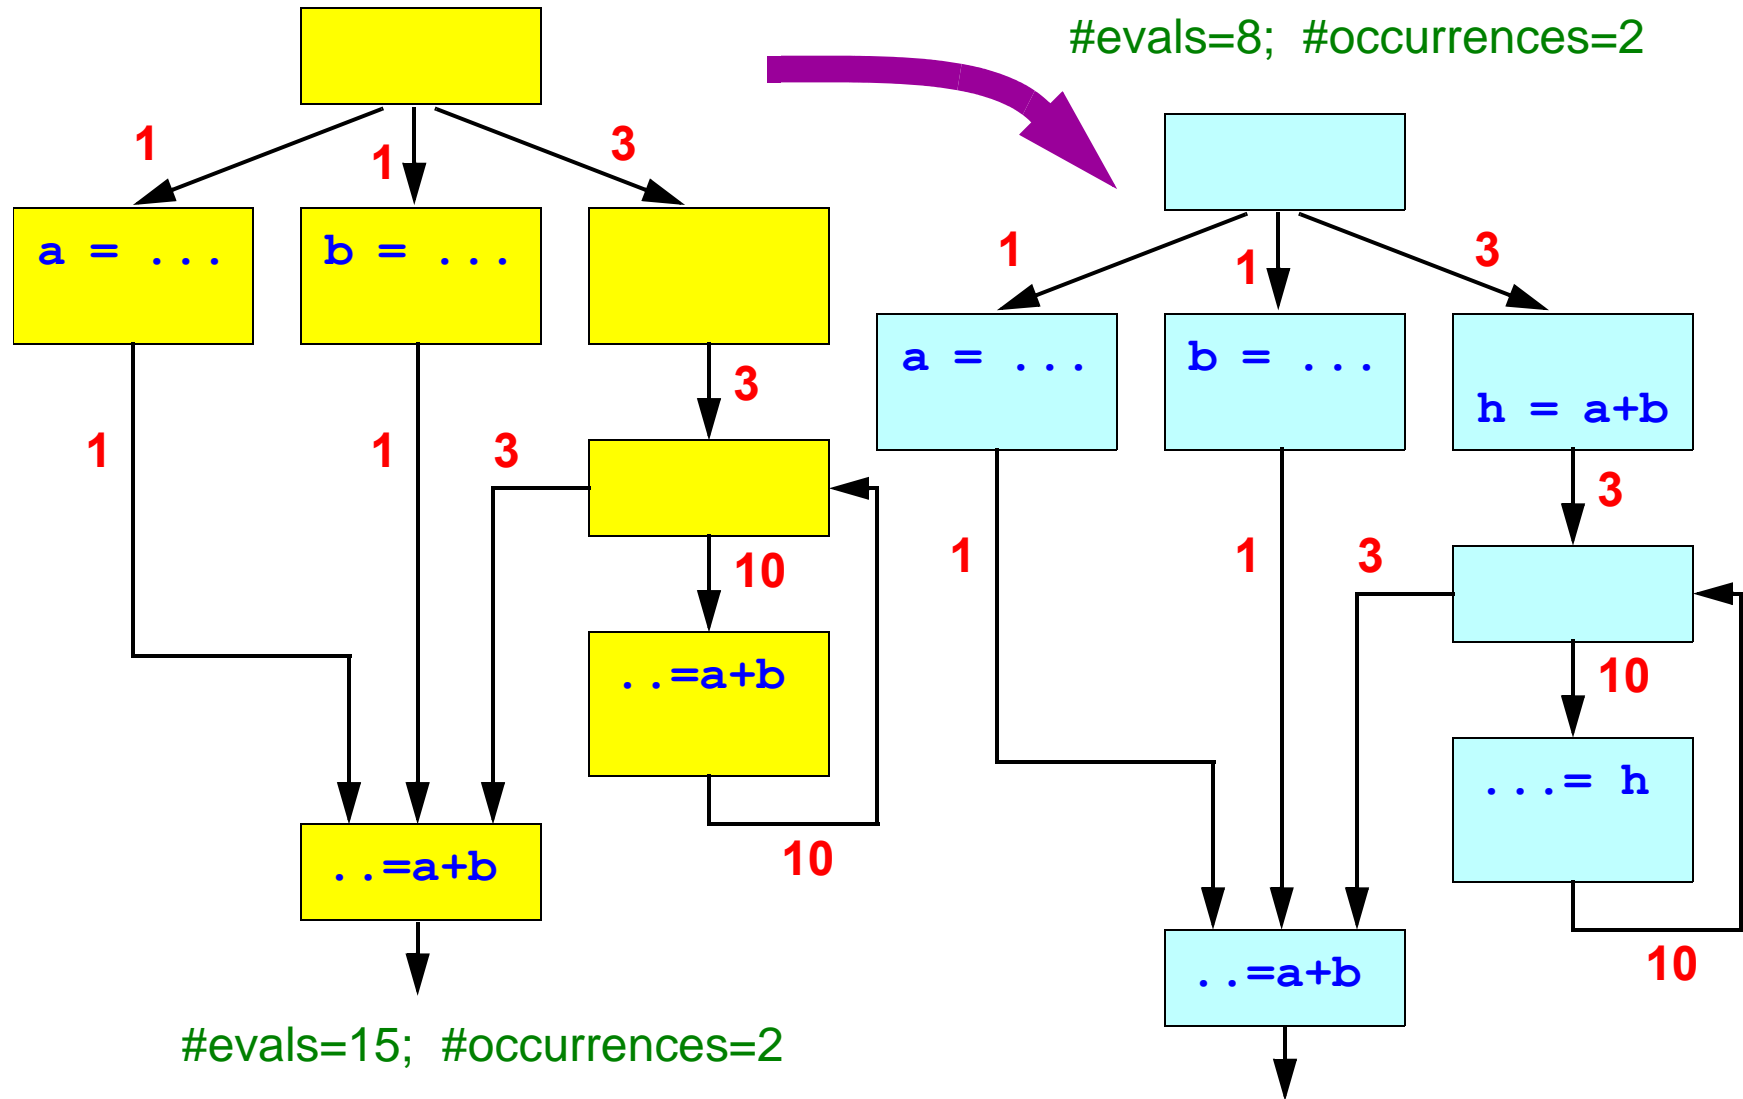 #evals=8; #occurrences=2
1
1
3
a = ...
b = ...
3
1
1
3
10
..=a+b
10
..=a+b
#evals=15; #occurrences=2
1
1
3
a = ...
b = ...
h = a+b
3
1
1
3
10
...= h
10
..=a+b